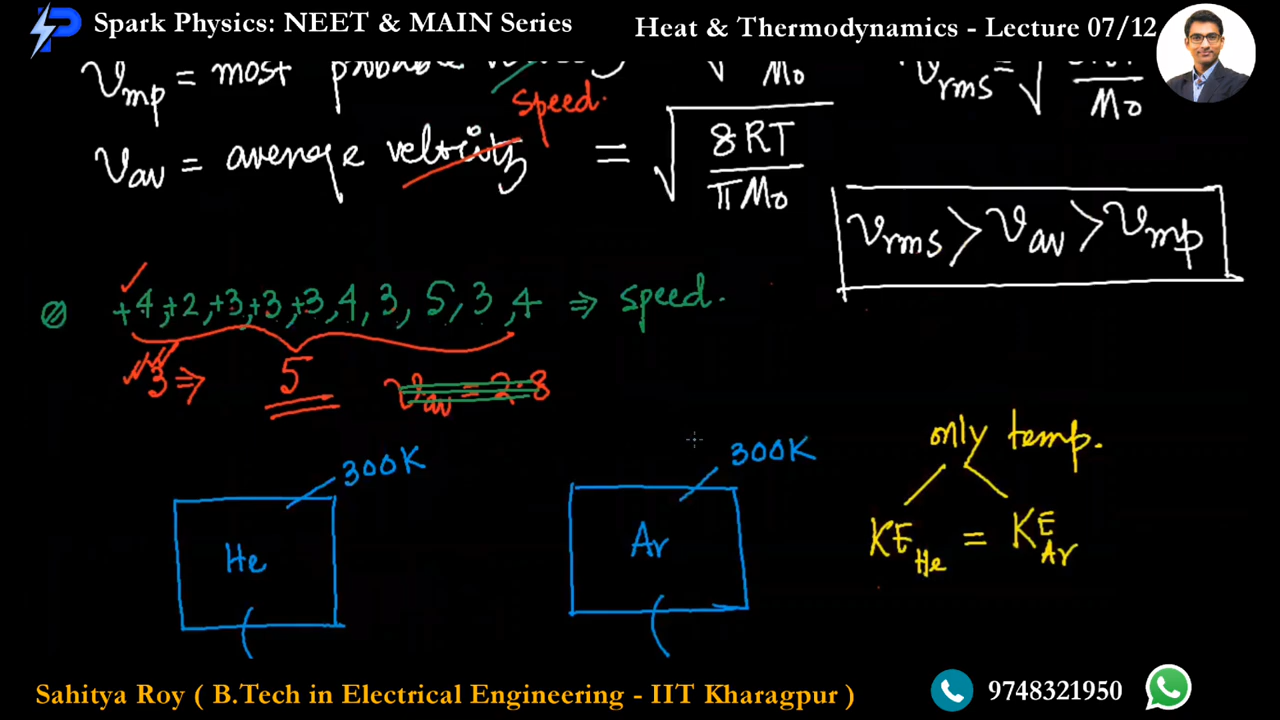 Spark Physics: NEET & MAIN Series
Heat & Thermodynamics - Lecture 07/12
v_mp = most probable
speed.
M₀
v_rms = √ M₀
v_av = average velocity = √(8RT/πM₀)
v_rms > v_av > v_mp
+4, +2, +3, +3, +3, 4, 3, 5, 3, 4 ⇒ speed.
3 ⇒ 5 v_av = 2.8
only temp.
300K
300K
KE_He = KE_Ar
He
Ar
Sahitya Roy ( B.Tech in Electrical Engineering - IIT Kharagpur )
9748321950